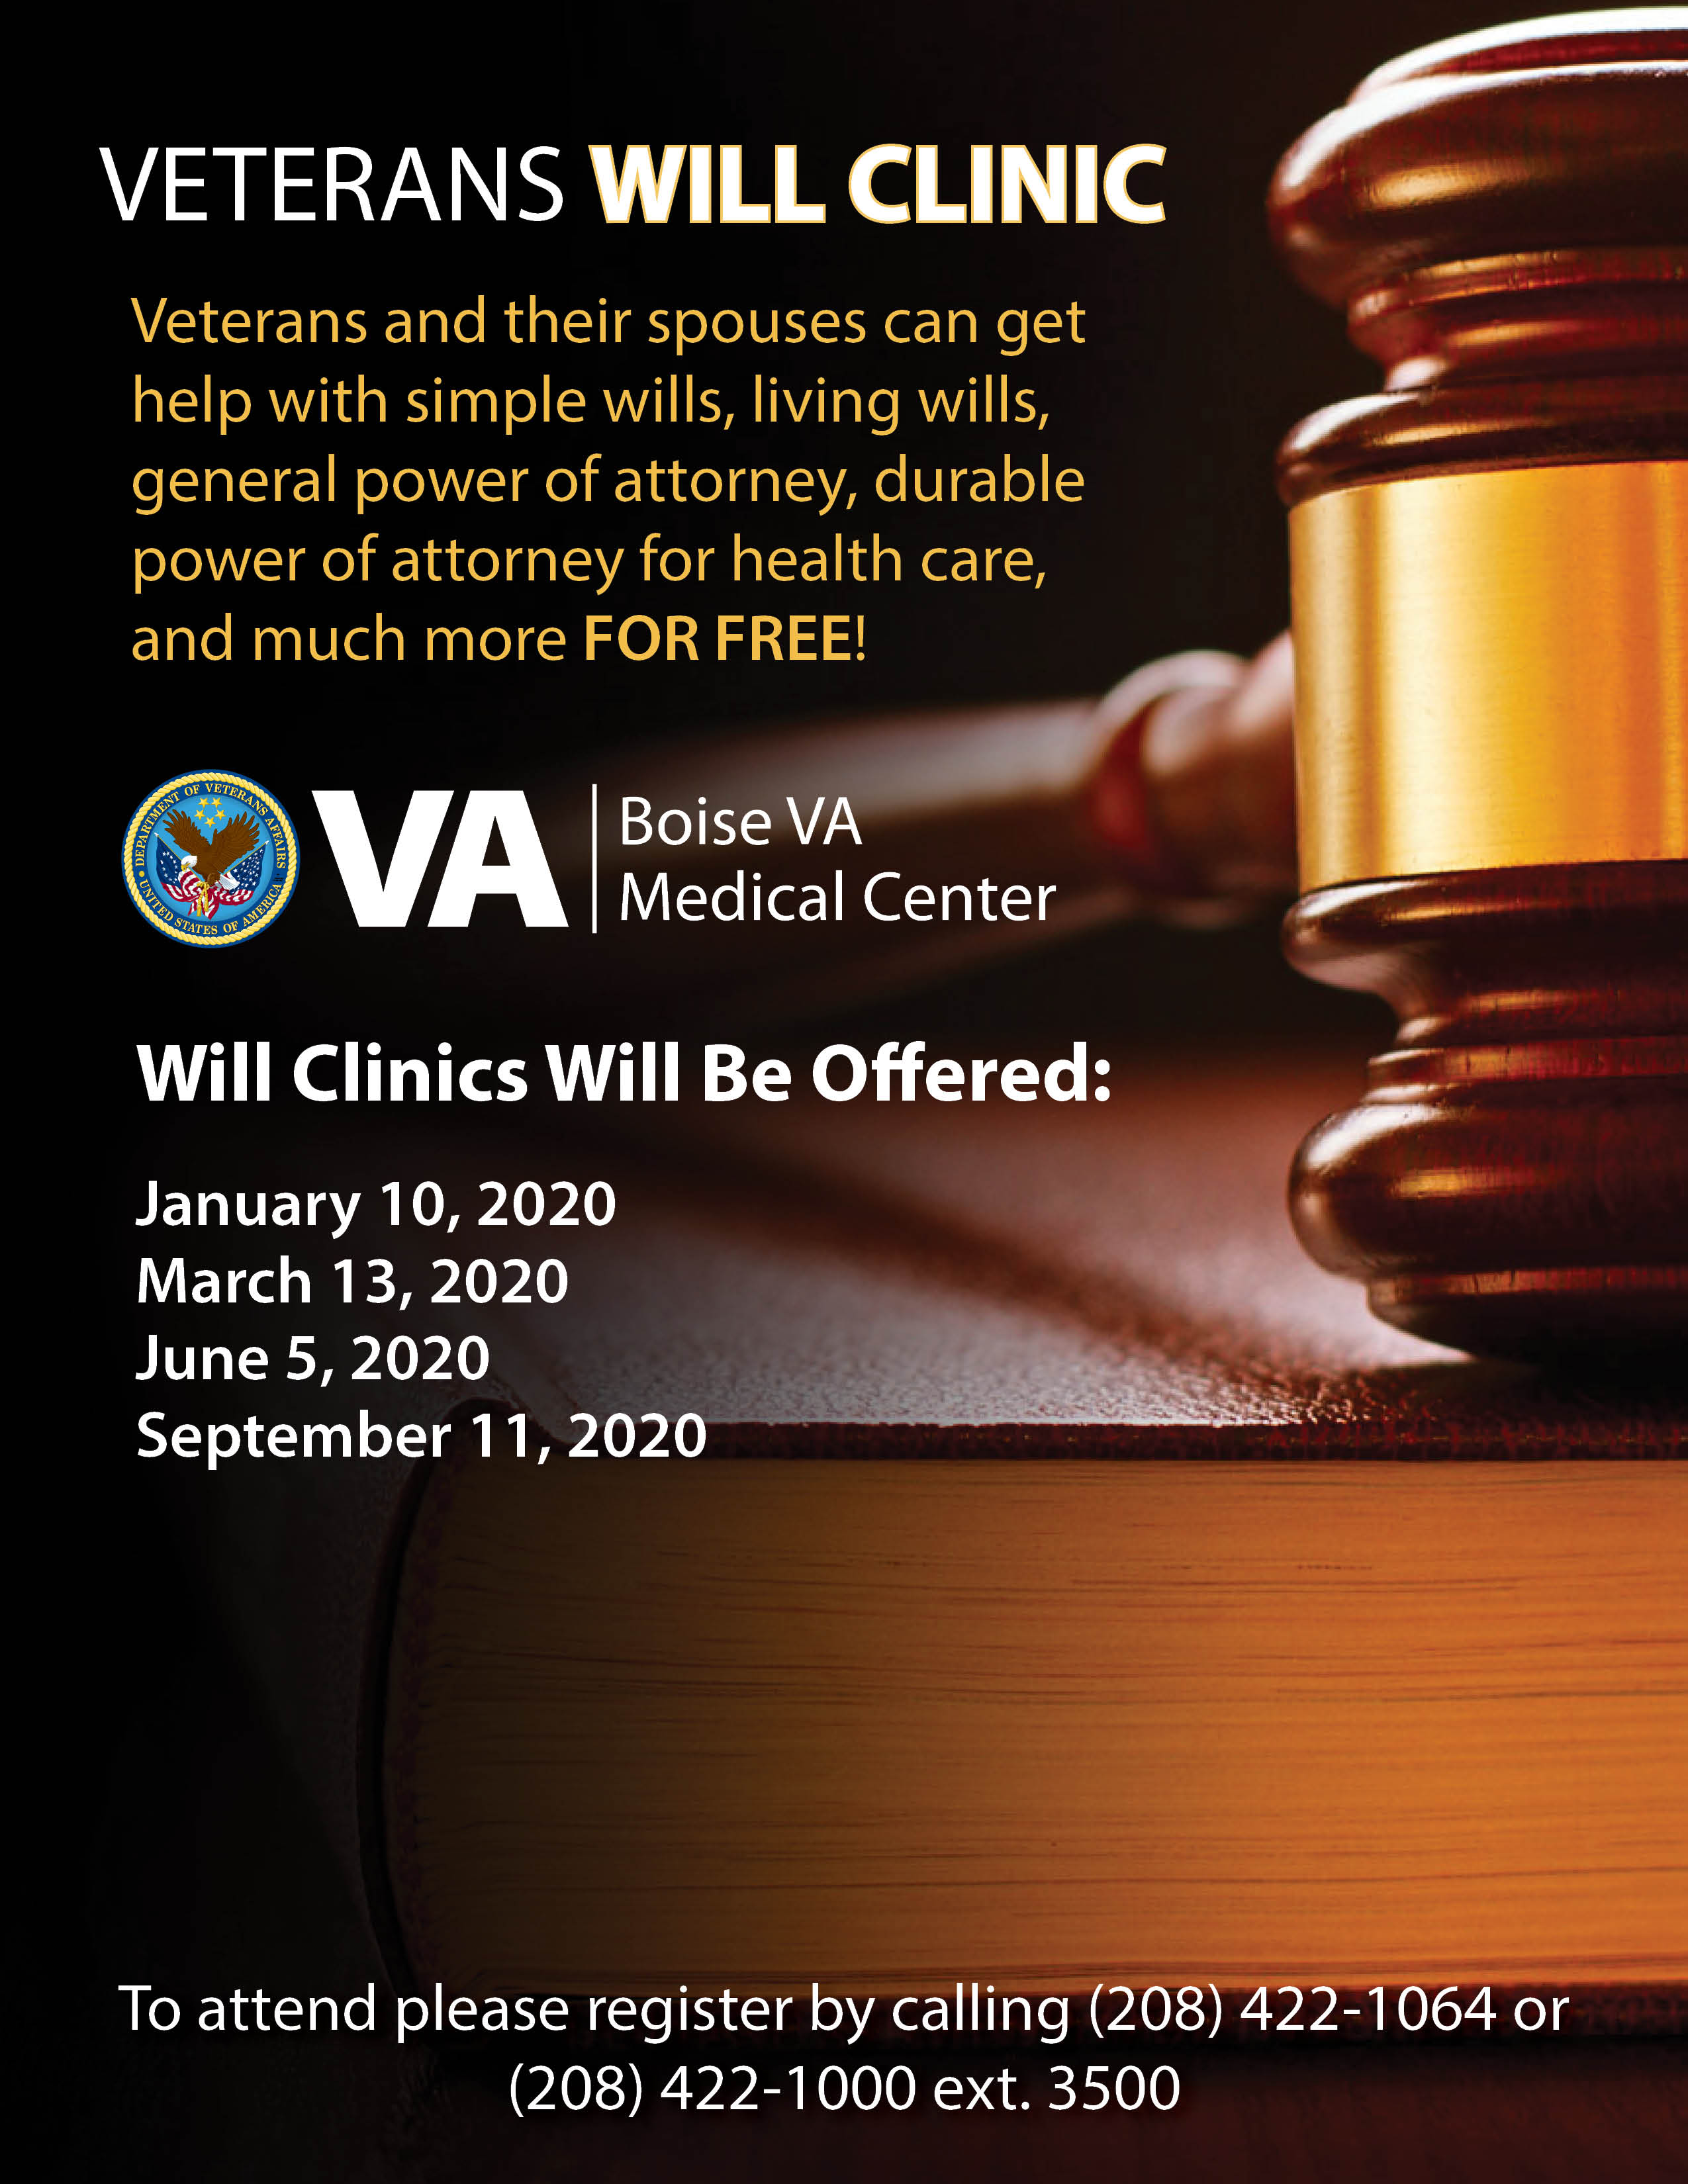 VETERANS WILL CLINIC
Veterans and their spouses can get
help with simple wills, living wills,
general power of attorney, durable
power of attorney for health care,
and much more FOR FREE!
DEPARTMENT OF VETERANS AFFAIRS
UNITED STATES OF AMERICA
VA
Boise VA
Medical Center
Will Clinics Will Be Offered:
January 10, 2020
March 13, 2020
June 5, 2020
September 11, 2020
To attend please register by calling (208) 422-1064 or
(208) 422-1000 ext. 3500